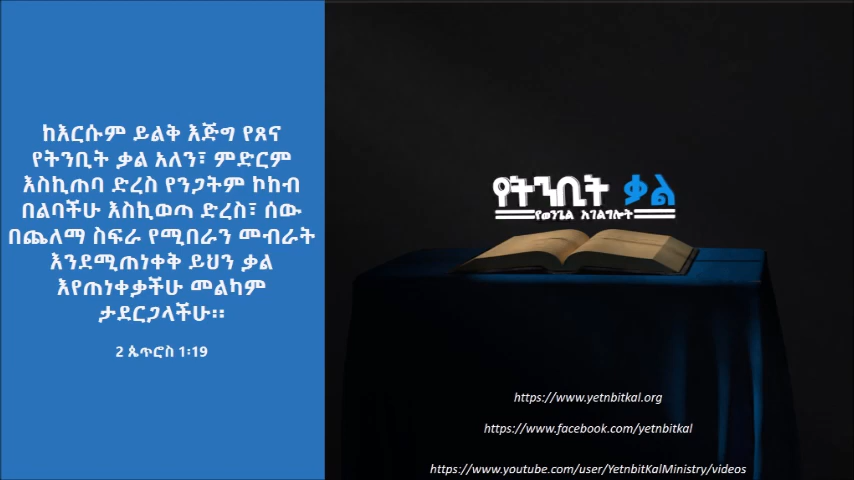 ከእርሱም ይልቅ እጅግ የጸና
የትንቢት ቃል አለን፣ ምድርም
እስኪጠባ ድረስ የንጋትም ኮከብ
በልባችሁ እስኪወጣ ድረስ፣ ሰው
በጨለማ ስፍራ የሚበራን መብራት
እንደሚጠነቀቅ ይህን ቃል
እየጠነቀቃችሁ መልካም
ታደርጋላችሁ፡፡
2 ጴጥሮስ 1፡19
የትንቢት ቃል
የወንጌል አገልግሎት
https://www.yetnbitkal.org
https://www.facebook.com/yetnbitkal
https://www.youtube.com/user/YetnbitKalMinistry/videos